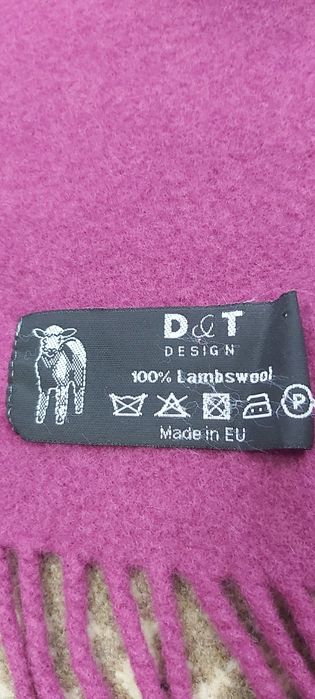 D&T
DESIGN
100% Lambswool
P
Made in EU